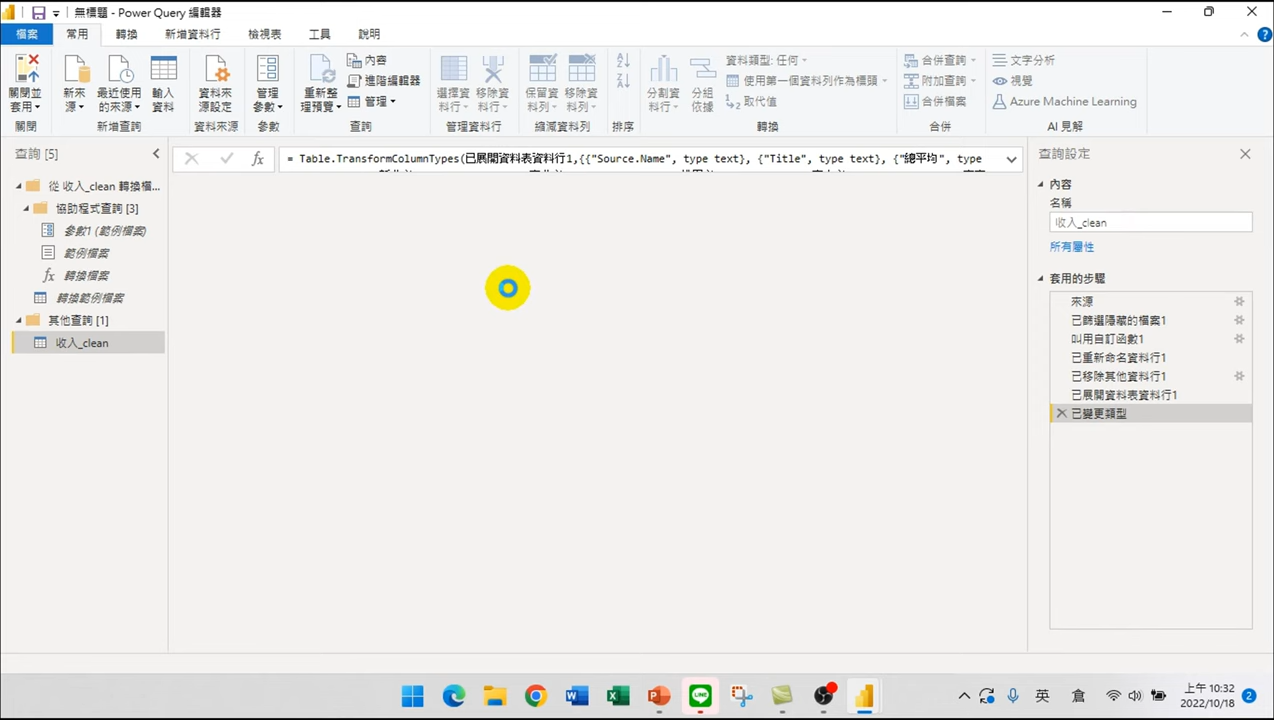 無標題 - Power Query 編輯器
檔案 常用 轉換 新增資料行 檢視表 工具 說明
關閉並套用 新來源 最近使用的來源 輸入資料 資料來源設定 管理參數 重新整理預覽 內容 進階編輯器 管理 選擇資料行 移除資料行 保留資料列 移除資料列 分割資料行 分組依據 資料類型: 任何 使用第一個資料列作為標頭 取代值 合併查詢 附加查詢 合併檔案 文字分析 視覺 Azure Machine Learning
關閉 新增查詢 資料來源 參數 查詢 管理資料行 縮減資料列 排序 轉換 合併 AI 見解
查詢 [5]
= Table.TransformColumnTypes(已展開資料表資料行1,{{"Source.Name", type text}, {"Title", type text}, {"總平均", type
從 收入_clean 轉換檔...
協助程式查詢 [3]
參數1 (範例檔案)
範例檔案
fx 轉換檔案
轉換範例檔案
其他查詢 [1]
收入_clean
查詢設定
內容
名稱
收入_clean
所有屬性
套用的步驟
來源
已篩選隱藏的檔案1
叫用自訂函數1
已重新命名資料行1
已移除其他資料行1
已展開資料表資料行1
已變更類型
英 倉 上午 10:32
2022/10/18 2